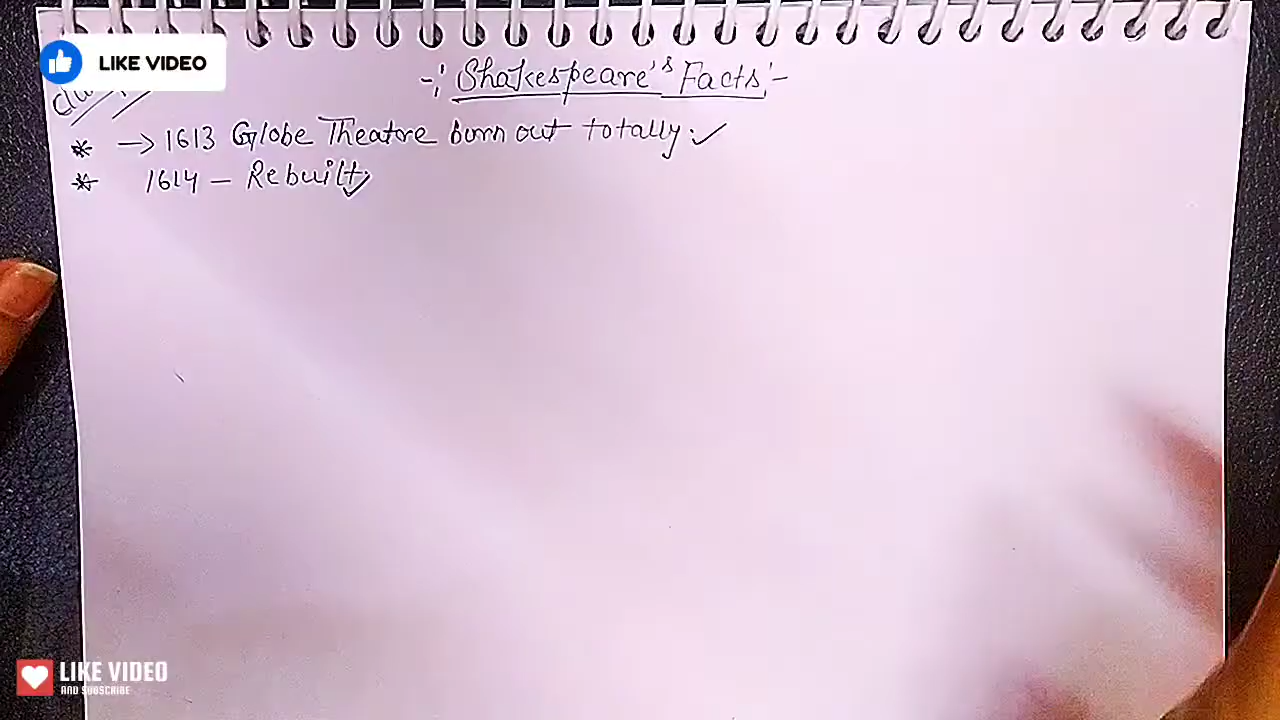 LIKE VIDEO
-: Shakespeare's Facts :-
* → 1613 Globe Theatre burn out totally. ✓
* 1614 – Rebuilt. ✓
LIKE VIDEO
AND SUBSCRIBE